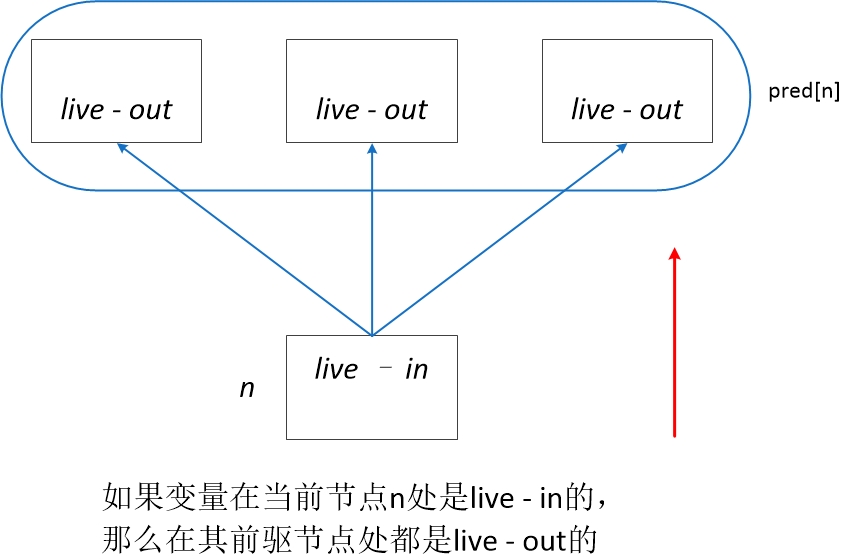 live - out live - out live - out
pred[n]
live - in
n
如果变量在当前节点n处是live - in的，
那么在其前驱节点处都是live - out的